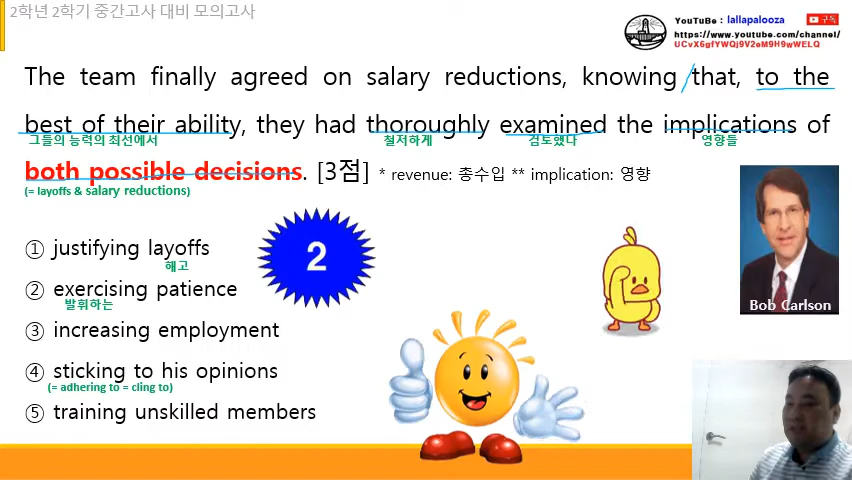 2학년 2학기 중간고사 대비 모의고사
YouTuBe : lallapalooza
구독
https://www.youtube.com/channel/
UCvX6gfYWQj9V2eM9H9wWELQ
The team finally agreed on salary reductions, knowing that, to the
best of their ability, they had thoroughly examined the implications of
그들의 능력의 최선에서 철저하게 검토했다 영향들
both possible decisions. [3점] * revenue: 총수입 ** implication: 영향
(= layoffs & salary reductions)
① justifying layoffs
해고
② exercising patience
발휘하는
③ increasing employment
④ sticking to his opinions
(= adhering to = cling to)
⑤ training unskilled members
2
Bob Carlson